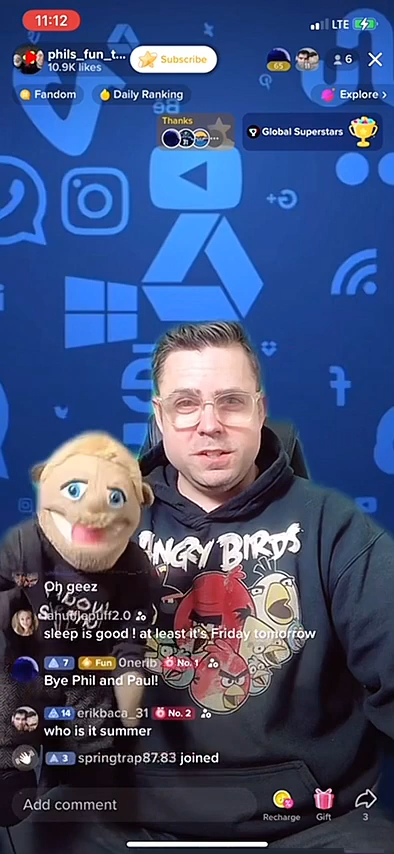 11:12
LTE
phils_fun_t...
10.9K likes
Subscribe
65
6
Fandom
Daily Ranking
Explore >
Thanks
Global Superstars
G+
ANGRY BIRDS
Oh geez
sleep is good ! at least it's Friday tomorrow
7 Fun 0nerib No. 1
Bye Phil and Paul!
14 erikbaca_31 No. 2
who is it summer
3 springtrap87.83 joined
Add comment
Recharge
Gift
3